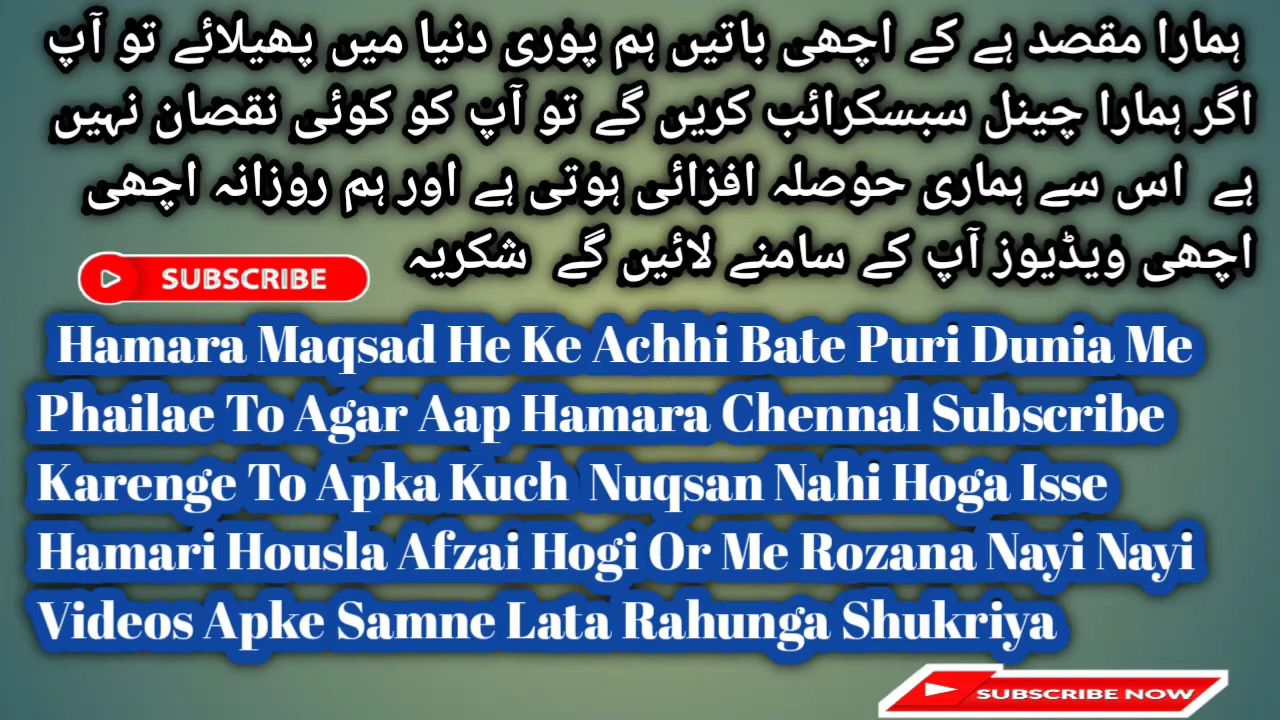 ہمارا مقصد ہے کے اچھی باتیں ہم پوری دنیا میں پھیلائے تو آپ
اگر ہمارا چینل سبسکرائب کریں گے تو آپ کو کوئی نقصان نہیں
ہے اس سے ہماری حوصلہ افزائی ہوتی ہے اور ہم روزانہ اچھی
اچھی ویڈیوز آپ کے سامنے لائیں گے شکریہ
SUBSCRIBE
Hamara Maqsad He Ke Achhi Bate Puri Dunia Me
Phailae To Agar Aap Hamara Chennal Subscribe
Karenge To Apka Kuch Nuqsan Nahi Hoga Isse
Hamari Housla Afzai Hogi Or Me Rozana Nayi Nayi
Videos Apke Samne Lata Rahunga Shukriya
SUBSCRIBE NOW